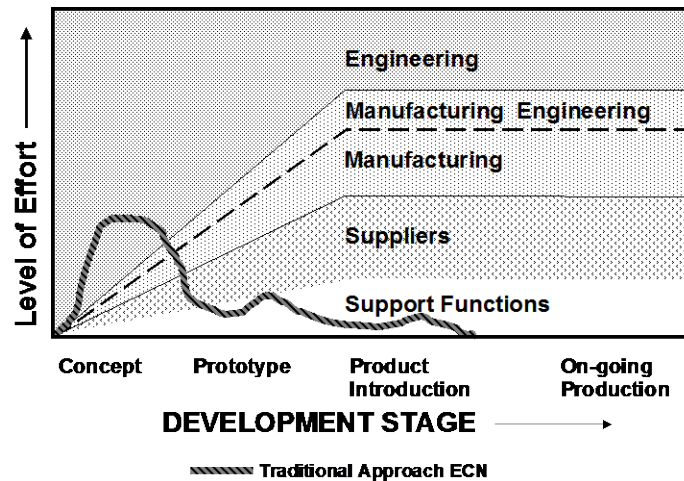 Engineering
Manufacturing Engineering
Manufacturing
Suppliers
Support Functions
Level of Effort
Concept
Prototype
Product
Introduction
On-going
Production
DEVELOPMENT STAGE
Traditional Approach ECN